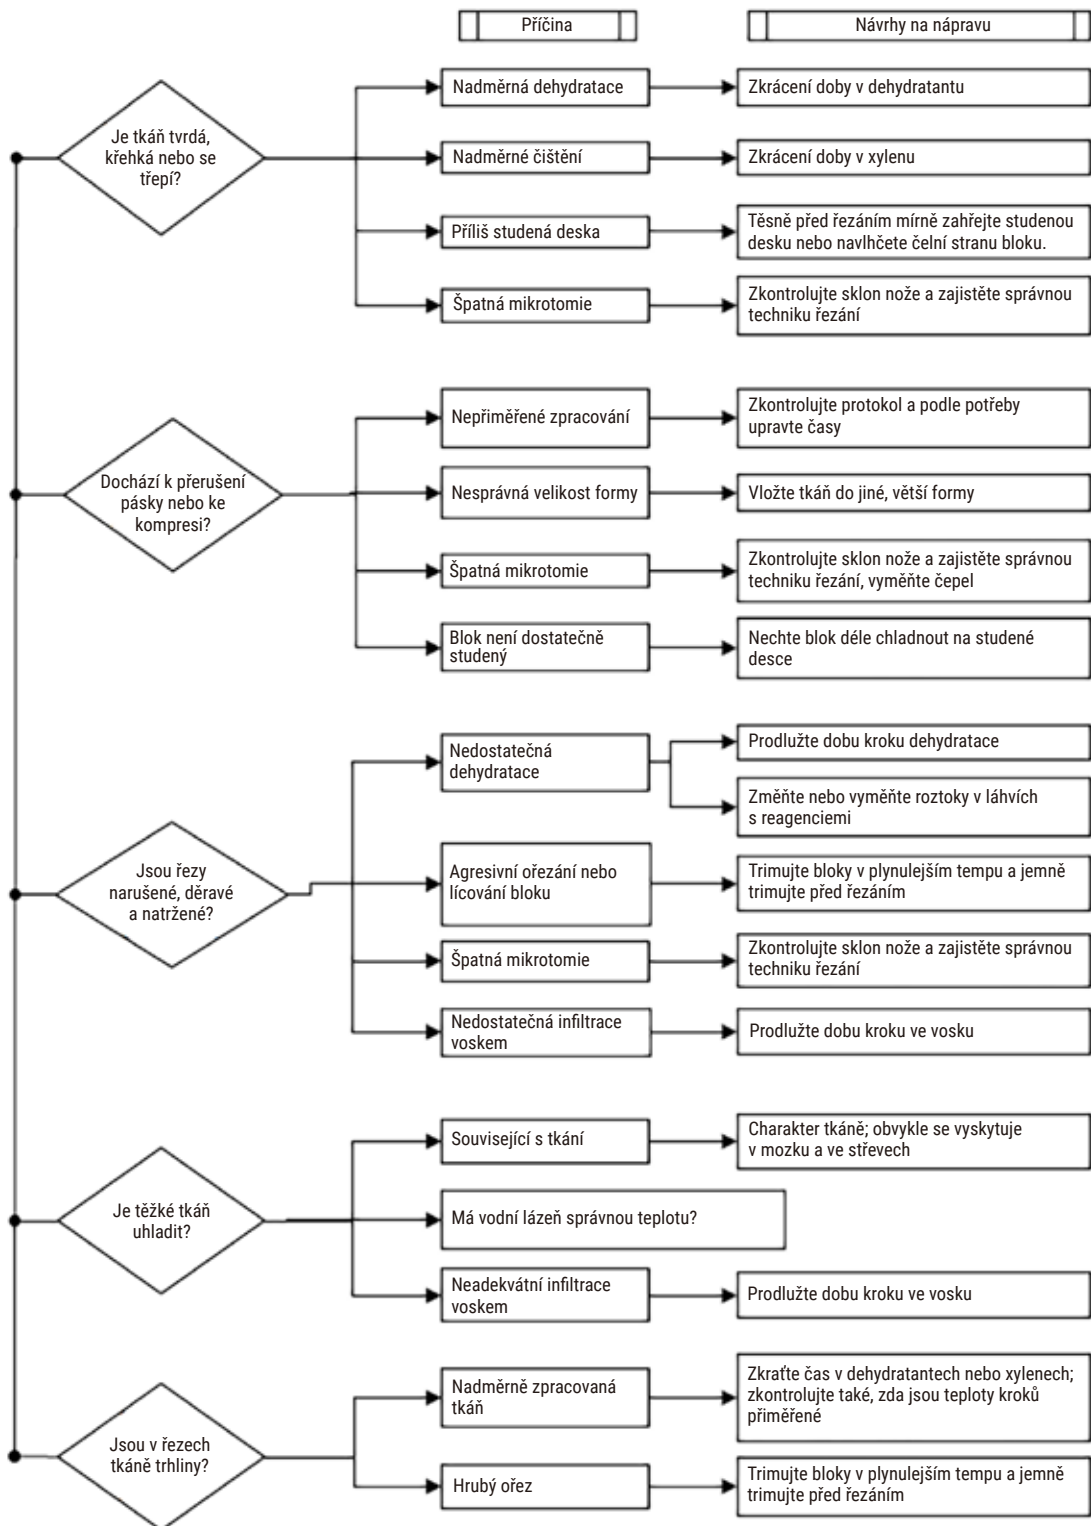 Příčina
Návrhy na nápravu
Je tkáň tvrdá,
křehká nebo se
třepí?
Nadměrná dehydratace
Zkrácení doby v dehydratantu
Nadměrné čištění
Zkrácení doby v xylenu
Příliš studená deska
Těsně před řezáním mírně zahřejte studenou
desku nebo navlhčete čelní stranu bloku.
Špatná mikrotomie
Zkontrolujte sklon nože a zajistěte správnou
techniku řezání
Dochází k přerušení
pásky nebo ke
kompresi?
Nepřiměřené zpracování
Zkontrolujte protokol a podle potřeby
upravte časy
Nesprávná velikost formy
Vložte tkáň do jiné, větší formy
Špatná mikrotomie
Zkontrolujte sklon nože a zajistěte správnou
techniku řezání, vyměňte čepel
Blok není dostatečně
studený
Nechte blok déle chladnout na studené
desce
Jsou řezy
narušené, děravé
a natržené?
Nedostatečná
dehydratace
Prodlužte dobu kroku dehydratace
Změňte nebo vyměňte roztoky v láhvích
s reagenciemi
Agresivní ořezání nebo
lícování bloku
Trimujte bloky v plynulejším tempu a jemně
trimujte před řezáním
Špatná mikrotomie
Zkontrolujte sklon nože a zajistěte správnou
techniku řezání
Nedostatečná infiltrace
voskem
Prodlužte dobu kroku ve vosku
Je těžké tkáň
uhladit?
Související s tkání
Charakter tkáně; obvykle se vyskytuje
v mozku a ve střevech
Má vodní lázeň správnou teplotu?
Neadekvátní infiltrace
voskem
Prodlužte dobu kroku ve vosku
Jsou v řezech
tkáně trhliny?
Nadměrně zpracovaná
tkáň
Zkraťte čas v dehydratantech nebo xylenech;
zkontrolujte také, zda jsou teploty kroků
přiměřené
Hrubý ořez
Trimujte bloky v plynulejším tempu a jemně
trimujte před řezáním